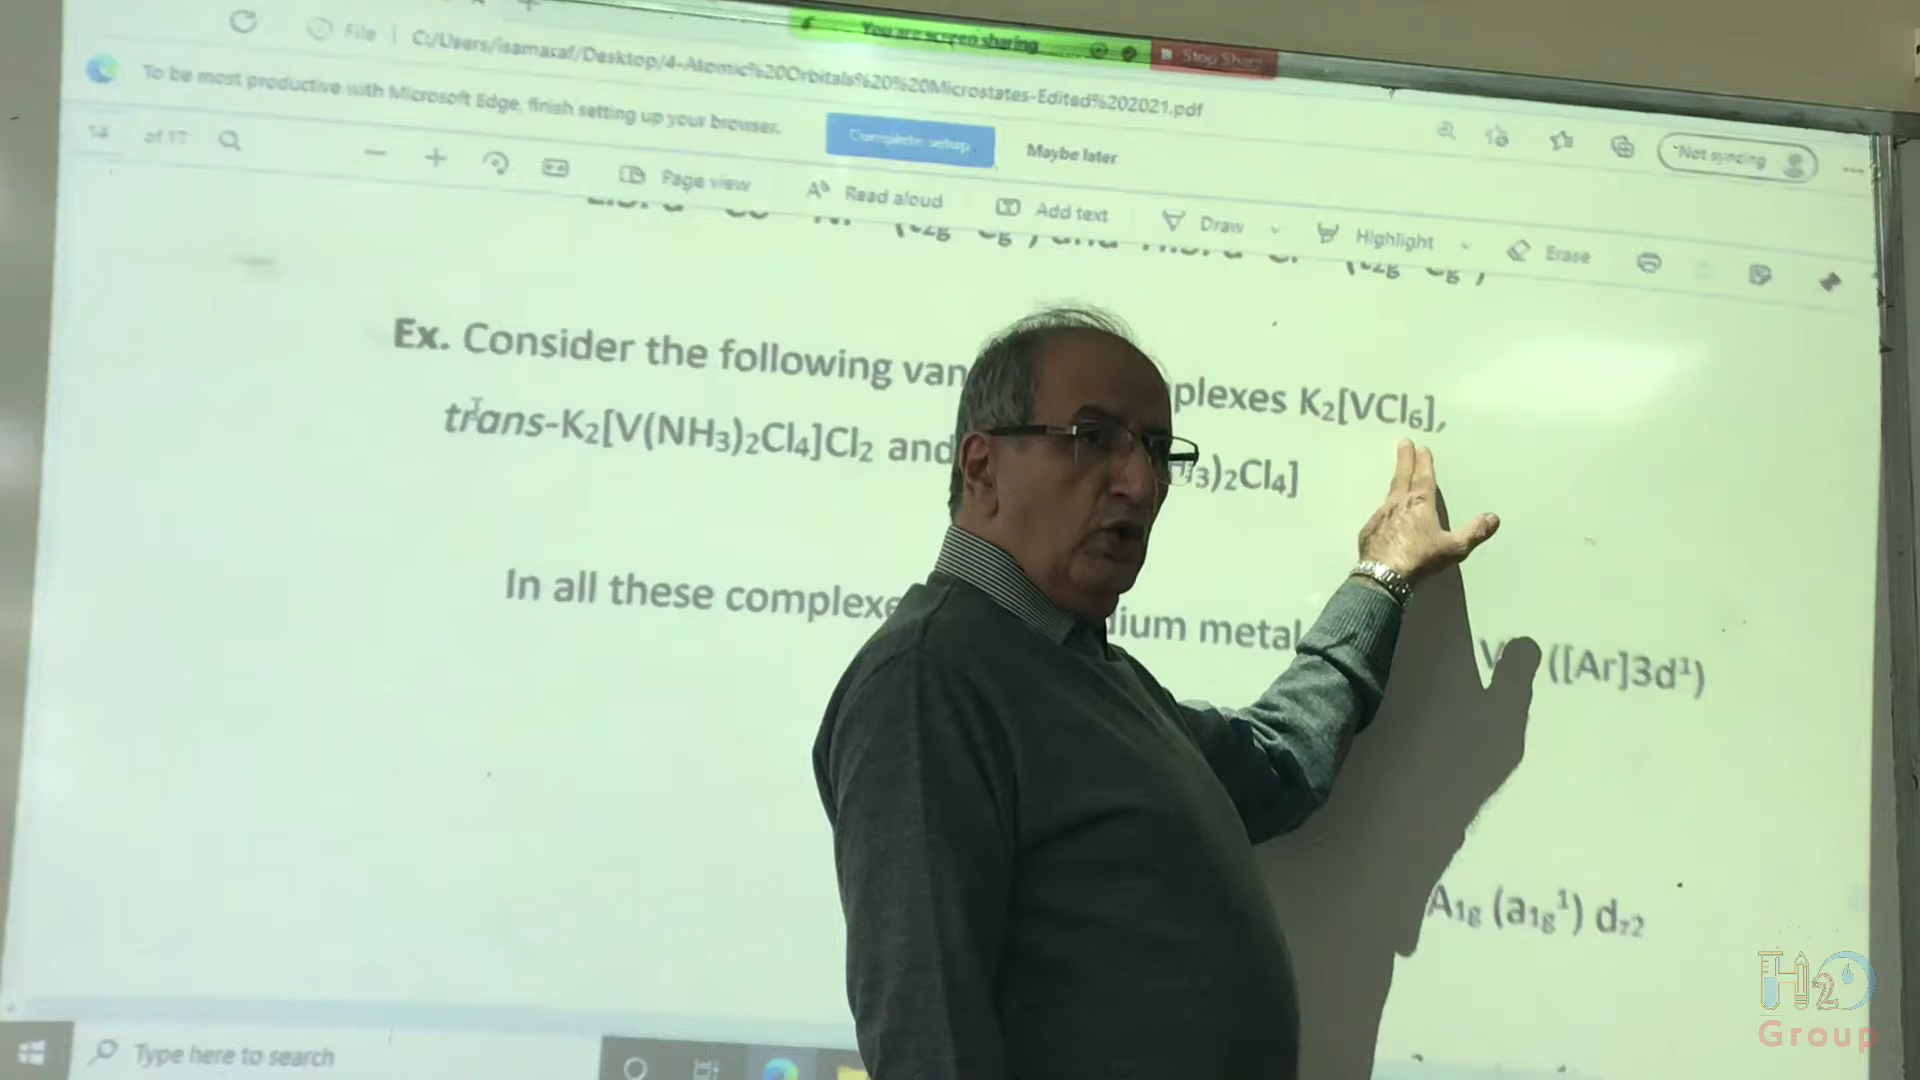 You are screen sharing
Stop Share
File | C:/Users/isamasaf/Desktop/4-Atomic%20Orbitals%20%20Microstates-Edited%202021.pdf
To be most productive with Microsoft Edge, finish setting up your browser.
Complete setup
Maybe later
Not syncing
of 17
Page view
Read aloud
Add text
Draw
Highlight
Erase
Ex. Consider the following van plexes K₂[VCl₆],
trans-K₂[V(NH₃)₂Cl₄]Cl₂ and ₃)₂Cl₄]
In all these complexe dium metal V ([Ar]3d¹)
A₁g (a₁g¹) dz2
Type here to search
H2O
Group